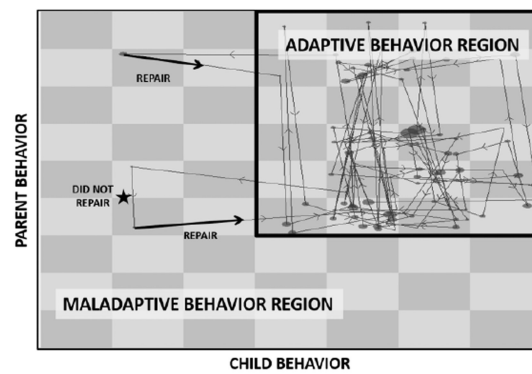 ADAPTIVE BEHAVIOR REGION
REPAIR
DID NOT
REPAIR
REPAIR
MALADAPTIVE BEHAVIOR REGION
PARENT BEHAVIOR
CHILD BEHAVIOR